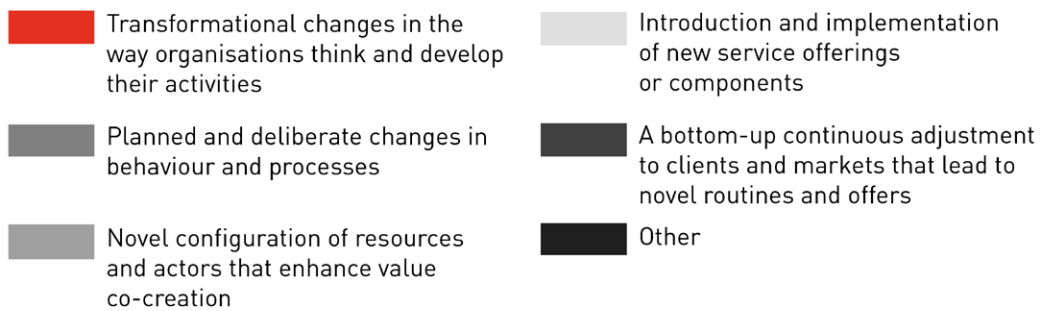 Transformational changes in the
way organisations think and develop
their activities
Planned and deliberate changes in
behaviour and processes
Novel configuration of resources
and actors that enhance value
co-creation
Introduction and implementation
of new service offerings
or components
A bottom-up continuous adjustment
to clients and markets that lead to
novel routines and offers
Other